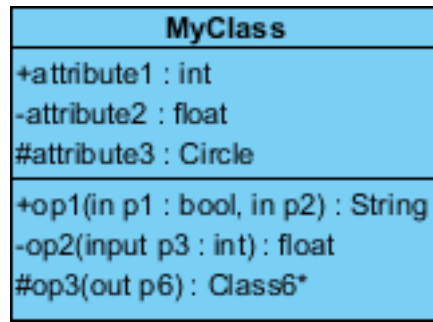 MyClass
+attribute1 : int
-attribute2 : float
#attribute3 : Circle
+op1(in p1 : bool, in p2) : String
-op2(input p3 : int) : float
#op3(out p6) : Class6*